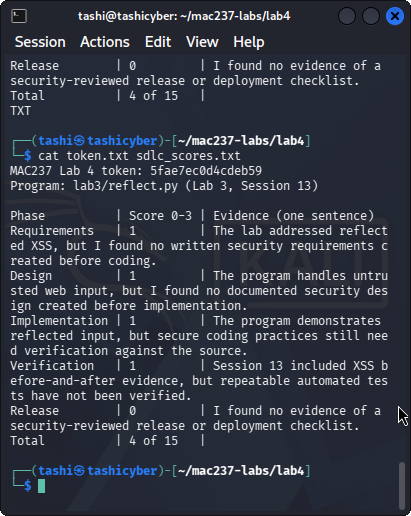 tashi@tashicyber: ~/mac237-labs/lab4
Session Actions Edit View Help
Release       | 0         | I found no evidence of a
security-reviewed release or deployment checklist.
Total         | 4 of 15   |
TXT
┌──(tashi㉿tashicyber)-[~/mac237-labs/lab4]
└─$ cat token.txt sdlc_scores.txt
MAC237 Lab 4 token: 5fae7ec0d4cdeb59
Program: lab3/reflect.py (Lab 3, Session 13)
Phase         | Score 0-3 | Evidence (one sentence)
Requirements  | 1         | The lab addressed reflect
ed XSS, but I found no written security requirements c
reated before coding.
Design        | 1         | The program handles untru
sted web input, but I found no documented security des
ign created before implementation.
Implementation | 1         | The program demonstrates
reflected input, but secure coding practices still nee
d verification against the source.
Verification  | 1         | Session 13 included XSS b
efore-and-after evidence, but repeatable automated tes
ts have not been verified.
Release       | 0         | I found no evidence of a
security-reviewed release or deployment checklist.
Total         | 4 of 15   |
┌──(tashi㉿tashicyber)-[~/mac237-labs/lab4]
└─$
KALI